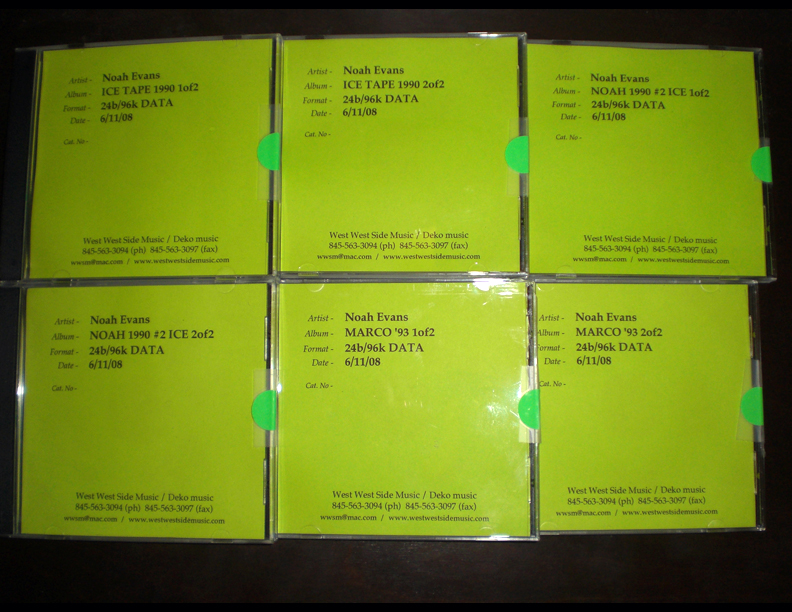 Artist - Noah Evans
Album - ICE TAPE 1990 1of2
Format - 24b/96k DATA
Date - 6/11/08
Cat. No -
West West Side Music / Deko music
845-563-3094 (ph) 845-563-3097 (fax)
wwsm@mac.com / www.westwestsidemusic.com
Artist - Noah Evans
Album - ICE TAPE 1990 2of2
Format - 24b/96k DATA
Date - 6/11/08
Cat. No -
West West Side Music / Deko music
845-563-3094 (ph) 845-563-3097 (fax)
wwsm@mac.com / www.westwestsidemusic.com
Artist - Noah Evans
Album - NOAH 1990 #2 ICE 1of2
Format - 24b/96k DATA
Date - 6/11/08
Cat. No -
West West Side Music / Deko music
845-563-3094 (ph) 845-563-3097 (fax)
wwsm@mac.com / www.westwestsidemusic.com
Artist - Noah Evans
Album - NOAH 1990 #2 ICE 2of2
Format - 24b/96k DATA
Date - 6/11/08
Cat. No -
West West Side Music / Deko music
845-563-3094 (ph) 845-563-3097 (fax)
wwsm@mac.com / www.westwestsidemusic.com
Artist - Noah Evans
Album - MARCO '93 1of2
Format - 24b/96k DATA
Date - 6/11/08
Cat. No -
West West Side Music / Deko music
845-563-3094 (ph) 845-563-3097 (fax)
wwsm@mac.com / www.westwestsidemusic.com
Artist - Noah Evans
Album - MARCO '93 2of2
Format - 24b/96k DATA
Date - 6/11/08
Cat. No -
West West Side Music / Deko music
845-563-3094 (ph) 845-563-3097 (fax)
wwsm@mac.com / www.westwestsidemusic.com